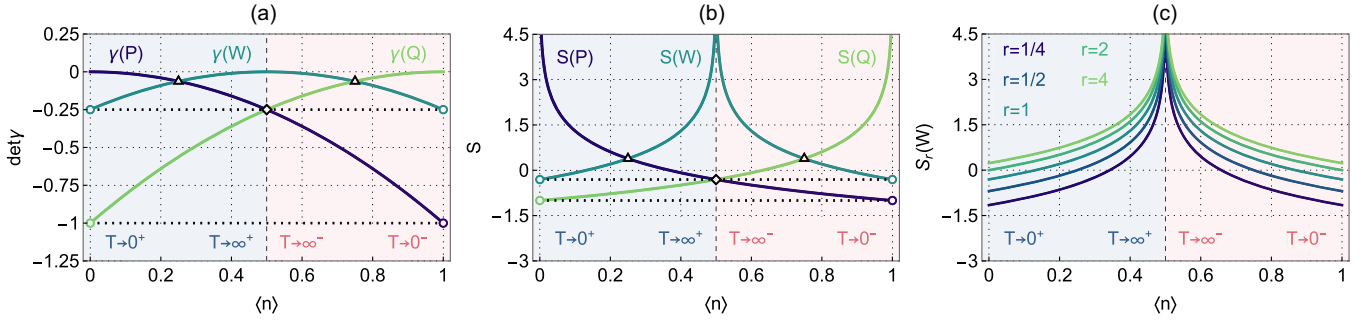 (a)
0.25
0
−0.25
−0.5
−0.75
−1
−1.25
detγ
γ(P)
γ(W)
γ(Q)
T→0⁺
T→∞⁺
T→∞⁻
T→0⁻
0
0.2
0.4
0.6
0.8
1
⟨n⟩
(b)
4.5
3
1.5
0
−1.5
−3
S
S(P)
S(W)
S(Q)
T→0⁺
T→∞⁺
T→∞⁻
T→0⁻
0
0.2
0.4
0.6
0.8
1
⟨n⟩
(c)
4.5
3
1.5
0
−1.5
−3
Sᵣ(W)
r=1/4
r=2
r=1/2
r=4
r=1
T→0⁺
T→∞⁺
T→∞⁻
T→0⁻
0
0.2
0.4
0.6
0.8
1
⟨n⟩